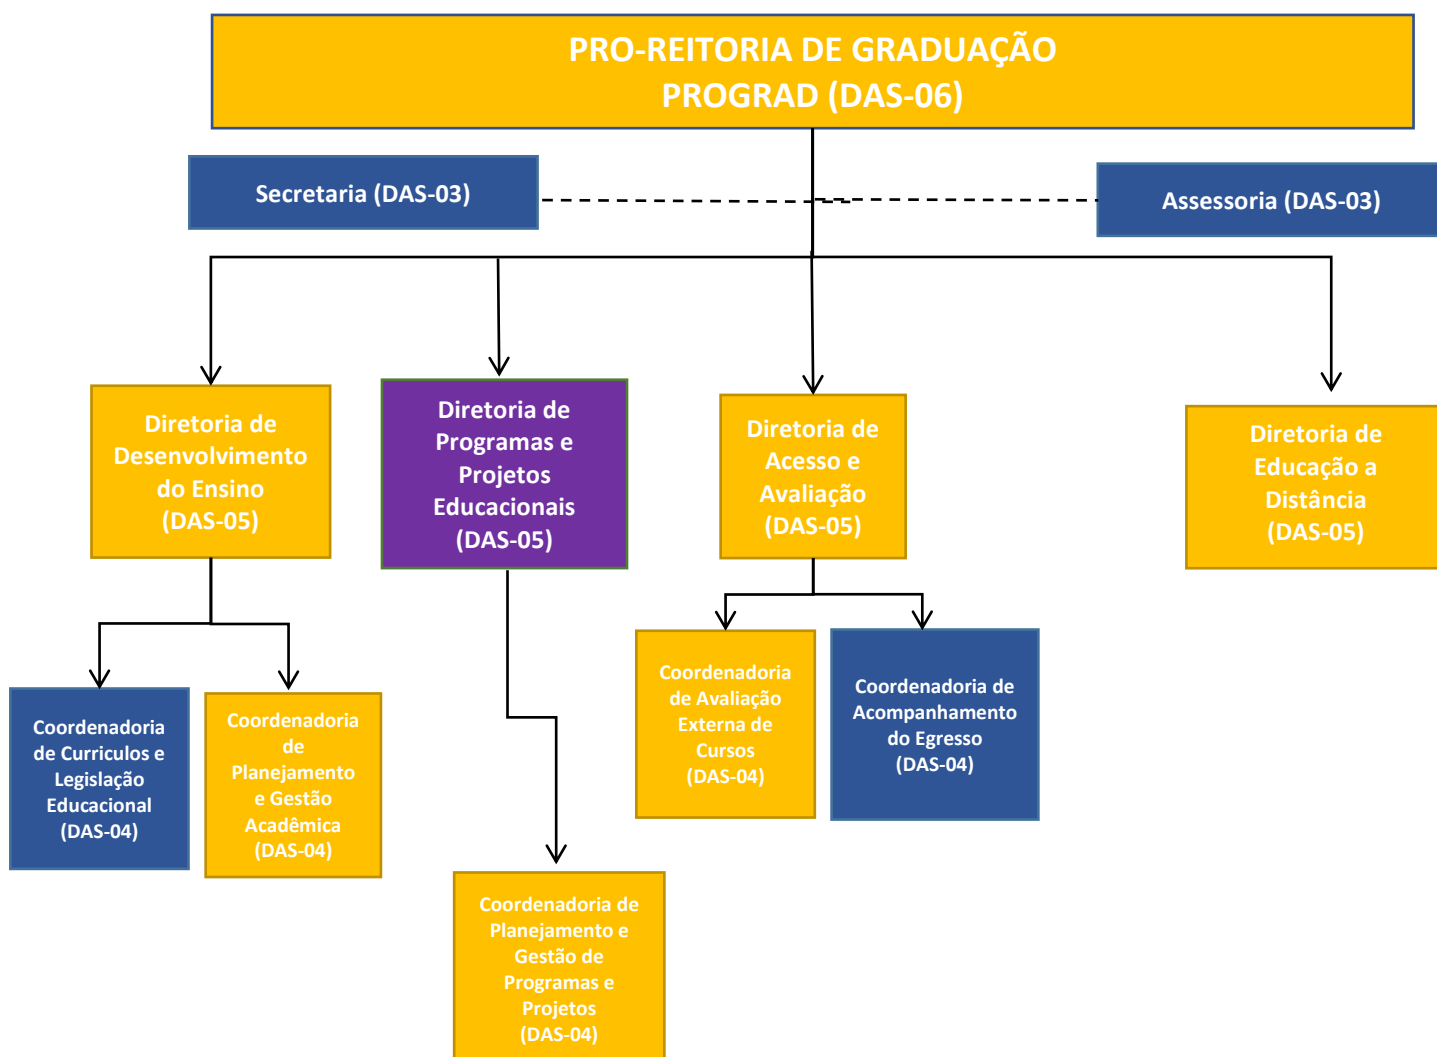 PRO-REITORIA DE GRADUAÇÃO
PROGRAD (DAS-06)
Secretaria (DAS-03)
Assessoria (DAS-03)
Diretoria de
Desenvolvimento
do Ensino
(DAS-05)
Diretoria de
Programas e
Projetos
Educacionais
(DAS-05)
Diretoria de
Acesso e
Avaliação
(DAS-05)
Diretoria de
Educação a
Distância
(DAS-05)
Coordenadoria
de Curriculos e
Legislação
Educacional
(DAS-04)
Coordenadoria
de
Planejamento
e Gestão
Acadêmica
(DAS-04)
Coordenadoria de
Planejamento e
Gestão de
Programas e
Projetos
(DAS-04)
Coordenadoria
de Avaliação
Externa de
Cursos
(DAS-04)
Coordenadoria de
Acompanhamento
do Egresso
(DAS-04)